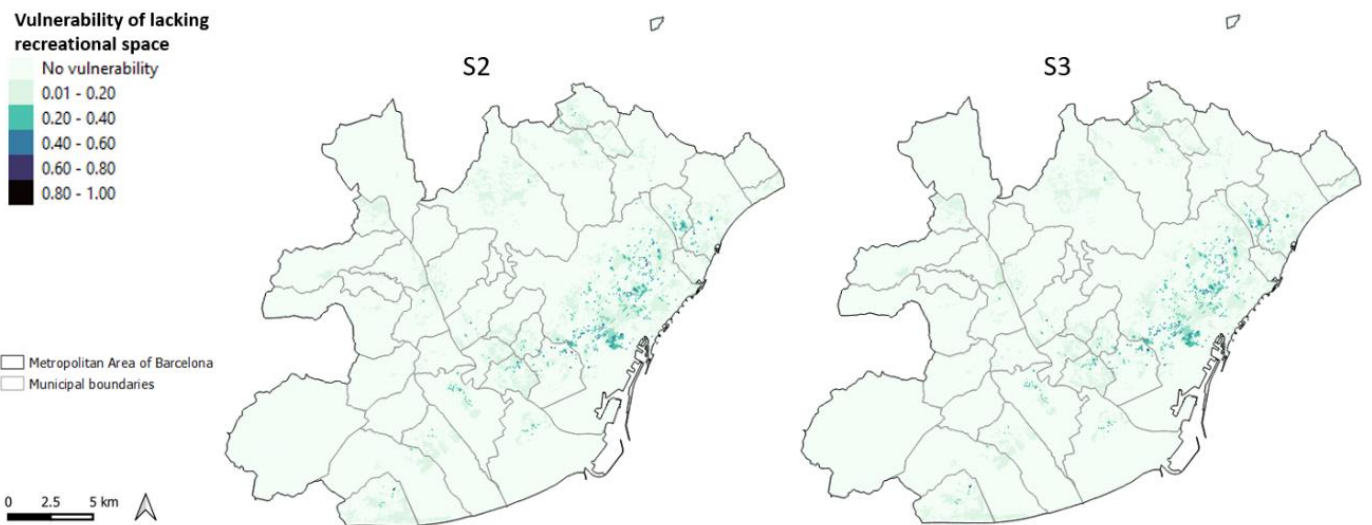 Vulnerability of lacking
recreational space
No vulnerability
0.01 - 0.20
0.20 - 0.40
0.40 - 0.60
0.60 - 0.80
0.80 - 1.00
S2
S3
Metropolitan Area of Barcelona
Municipal boundaries
0 2.5 5 km